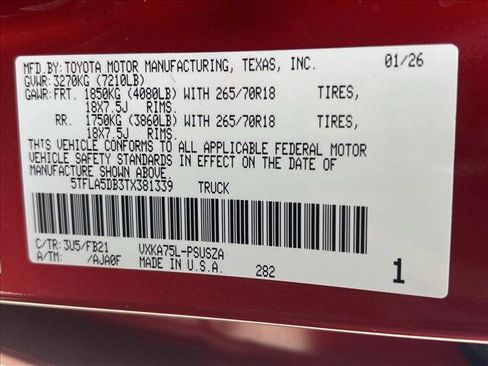 MFD.BY: TOYOTA MOTOR MANUFACTURING, TEXAS, INC. 01/26
GVWR: 3270KG (7210LB)
GAWR: FRT. 1850KG (4080LB) WITH 265/70R18 TIRES,
18X7.5J RIMS.
RR. 1750KG (3860LB) WITH 265/70R18 TIRES,
18X7.5J RIMS.
THIS VEHICLE CONFORMS TO ALL APPLICABLE FEDERAL MOTOR
VEHICLE SAFETY STANDARDS IN EFFECT ON THE DATE OF
MANUFACTURE SHOWN ABOVE.
5TFLA5DB3TX381339 TRUCK
C/TR: 3U5/FB21 VXKA75L-PSUSZA
A/TM: /AJA0F MADE IN U.S.A. 282 1